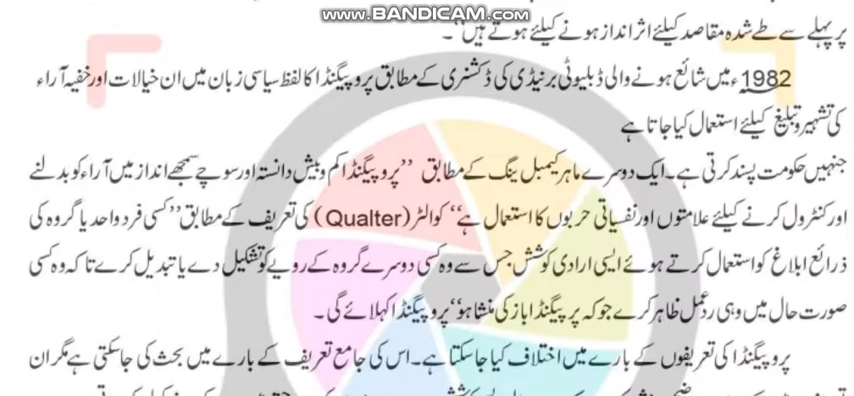 www.BANDICAM.com
پر پہلے سے طے شدہ مقاصد کیلئے اثر انداز ہونے کیلئے ہوتے ہیں‘‘۔
1982ء میں شائع ہونے والی ڈبلیو ٹی برنیڈی کی ڈکشنری کے مطابق پروپیگنڈا کا لفظ سیاسی زبان میں ان خیالات اور خفیہ آراء
کی تشہیر و تبلیغ کیلئے استعمال کیا جاتا ہے
جنہیں حکومت پسند کرتی ہے۔ ایک دوسرے ماہر کیمبل ینگ کے مطابق ’’پروپیگنڈا کم و بیش دانستہ اور سوچے سمجھے انداز میں آراء کو بدلنے
اور کنٹرول کرنے کیلئے علامتوں اور نفسیاتی حربوں کا استعمال ہے‘‘ کوالٹر (Qualter) کی تعریف کے مطابق ’’کسی فرد واحد یا گروہ کی
ذرائع ابلاغ کو استعمال کرتے ہوئے ایسی ارادی کوشش جس سے وہ کسی دوسرے گروہ کے رویے کو تشکیل دے یا تبدیل کرے تاکہ وہ کسی
صورت حال میں وہی ردعمل ظاہر کرے جو کہ پرپیگنڈا باز کی منشا ہو‘‘ پروپیگنڈا کہلائے گی۔
پروپیگنڈا کی تعریفوں کے بارے میں اختلاف کیا جا سکتا ہے۔ اس کی جامع تعریف کے بارے میں بحث کی جاسکتی ہے مگر ان